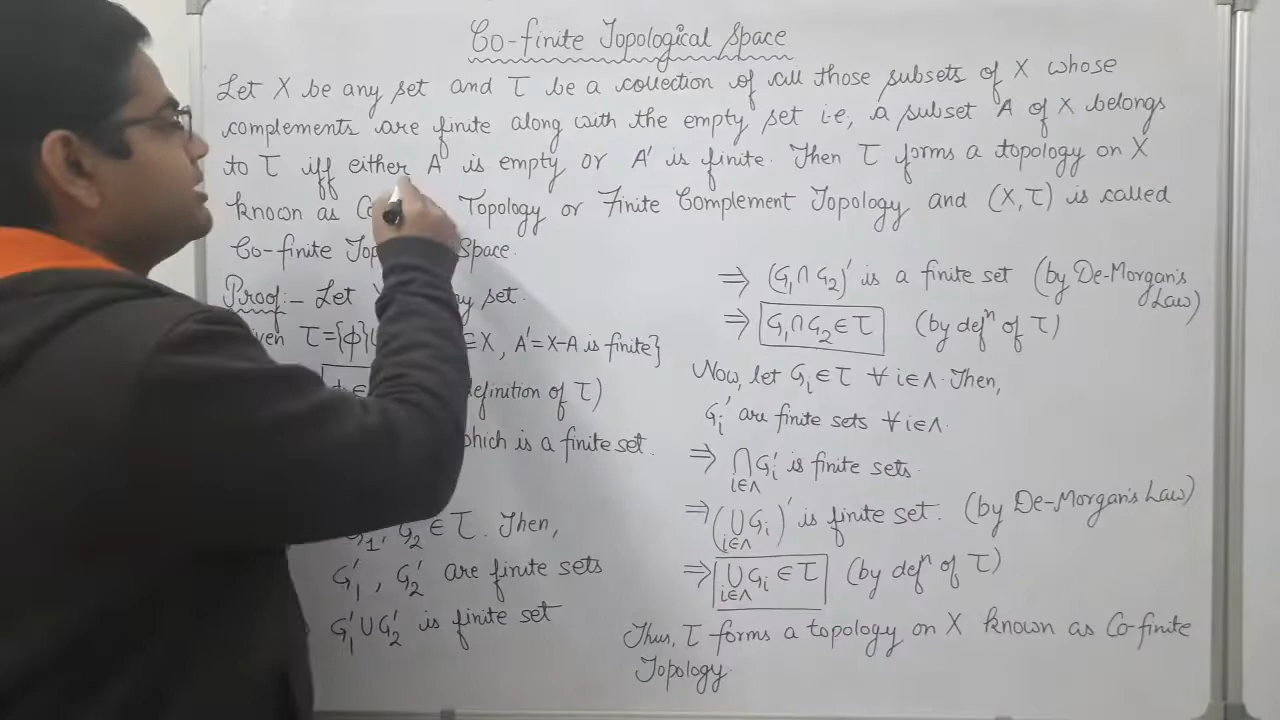 Co-finite Topological Space
Let X be any set and τ be a collection of all those subsets of X whose
complements are finite along with the empty set i.e, a subset A of X belongs
to τ iff either A is empty or A' is finite. Then τ forms a topology on X
known as Co Topology or Finite Complement Topology and (X,τ) is called
Co-finite Top Space.
Proof:- Let any set.
τ={ϕ}U X, A'=X-A is finite}
of τ)
which is a finite set.
G₁, G₂ ∈ τ. Then,
G₁', G₂' are finite sets
G₁' ∪ G₂' is finite set
⇒ (G₁∩G₂)' is a finite set (by De-Morgan's Law)
⇒ G₁∩G₂∈τ (by defⁿ of τ)
Now, let Gᵢ∈τ ∀ i∈Λ. Then,
Gᵢ' are finite sets ∀ i∈Λ.
⇒ ∩ Gᵢ' is finite sets.
i∈Λ
⇒ (∪ Gᵢ)' is finite set. (by De-Morgan's Law)
i∈Λ
⇒ ∪ Gᵢ ∈ τ (by defⁿ of τ)
i∈Λ
Thus, τ forms a topology on X known as Co-finite
Topology.